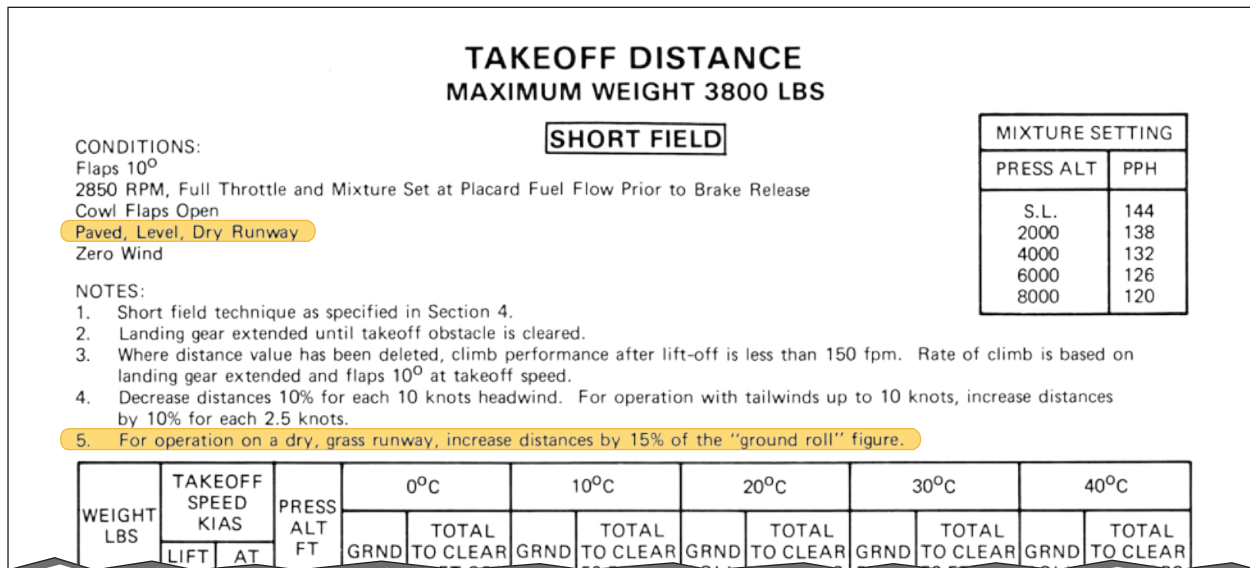 TAKEOFF DISTANCE
MAXIMUM WEIGHT 3800 LBS
SHORT FIELD
CONDITIONS:
Flaps 10º
2850 RPM, Full Throttle and Mixture Set at Placard Fuel Flow Prior to Brake Release
Cowl Flaps Open
Paved, Level, Dry Runway
Zero Wind
MIXTURE SETTING
PRESS ALT PPH
S.L. 144
2000 138
4000 132
6000 126
8000 120
NOTES:
1. Short field technique as specified in Section 4.
2. Landing gear extended until takeoff obstacle is cleared.
3. Where distance value has been deleted, climb performance after lift-off is less than 150 fpm. Rate of climb is based on
landing gear extended and flaps 10º at takeoff speed.
4. Decrease distances 10% for each 10 knots headwind. For operation with tailwinds up to 10 knots, increase distances
by 10% for each 2.5 knots.
5. For operation on a dry, grass runway, increase distances by 15% of the "ground roll" figure.
WEIGHT
LBS
TAKEOFF
SPEED
KIAS
LIFT AT
PRESS
ALT
FT
0ºC 10ºC 20ºC 30ºC 40ºC
GRND TOTAL
TO CLEAR
GRND TOTAL
TO CLEAR
GRND TOTAL
TO CLEAR
GRND TOTAL
TO CLEAR
GRND TOTAL
TO CLEAR